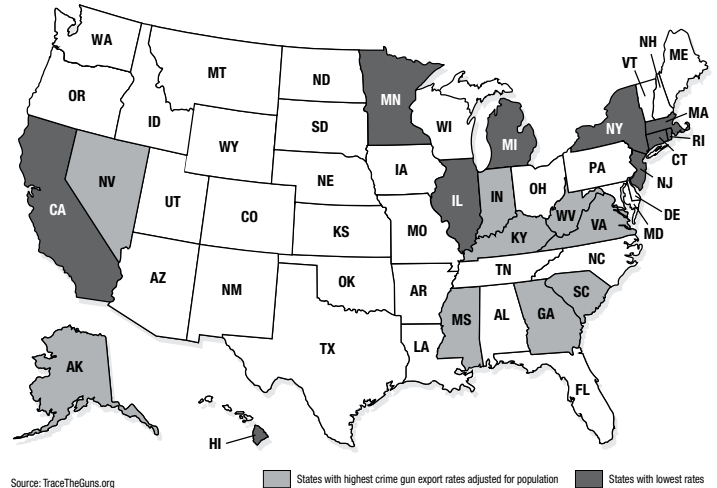 WA
NH
ME
VT
MT
ND
OR
MN
MA
ID
SD
WI
NY
WY
MI
RI
CT
IA
PA
NE
NJ
NV
OH
IL
IN
UT
DE
CA
CO
WV
VA
KS
MO
KY
MD
NC
TN
AZ
OK
NM
AR
SC
MS
AL
GA
TX
LA
AK
FL
HI
Source: TraceTheGuns.org
States with highest crime gun export rates adjusted for population
States with lowest rates